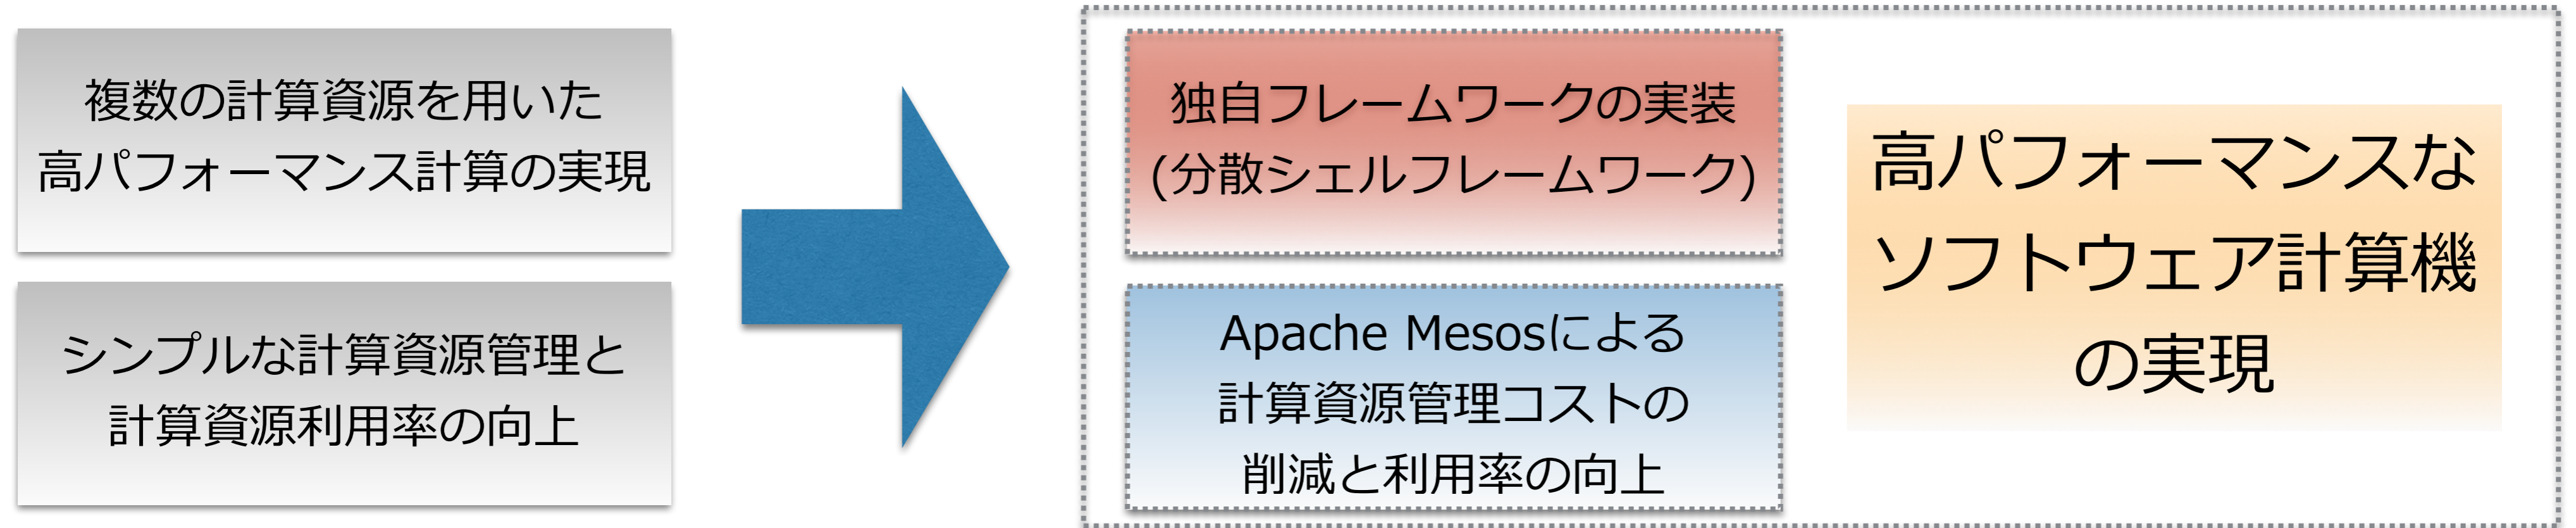 複数の計算資源を用いた
高パフォーマンス計算の実現
シンプルな計算資源管理と
計算資源利用率の向上
独自フレームワークの実装
(分散シェルフレームワーク)
Apache Mesosによる
計算資源管理コストの
削減と利用率の向上
高パフォーマンスな
ソフトウェア計算機
の実現